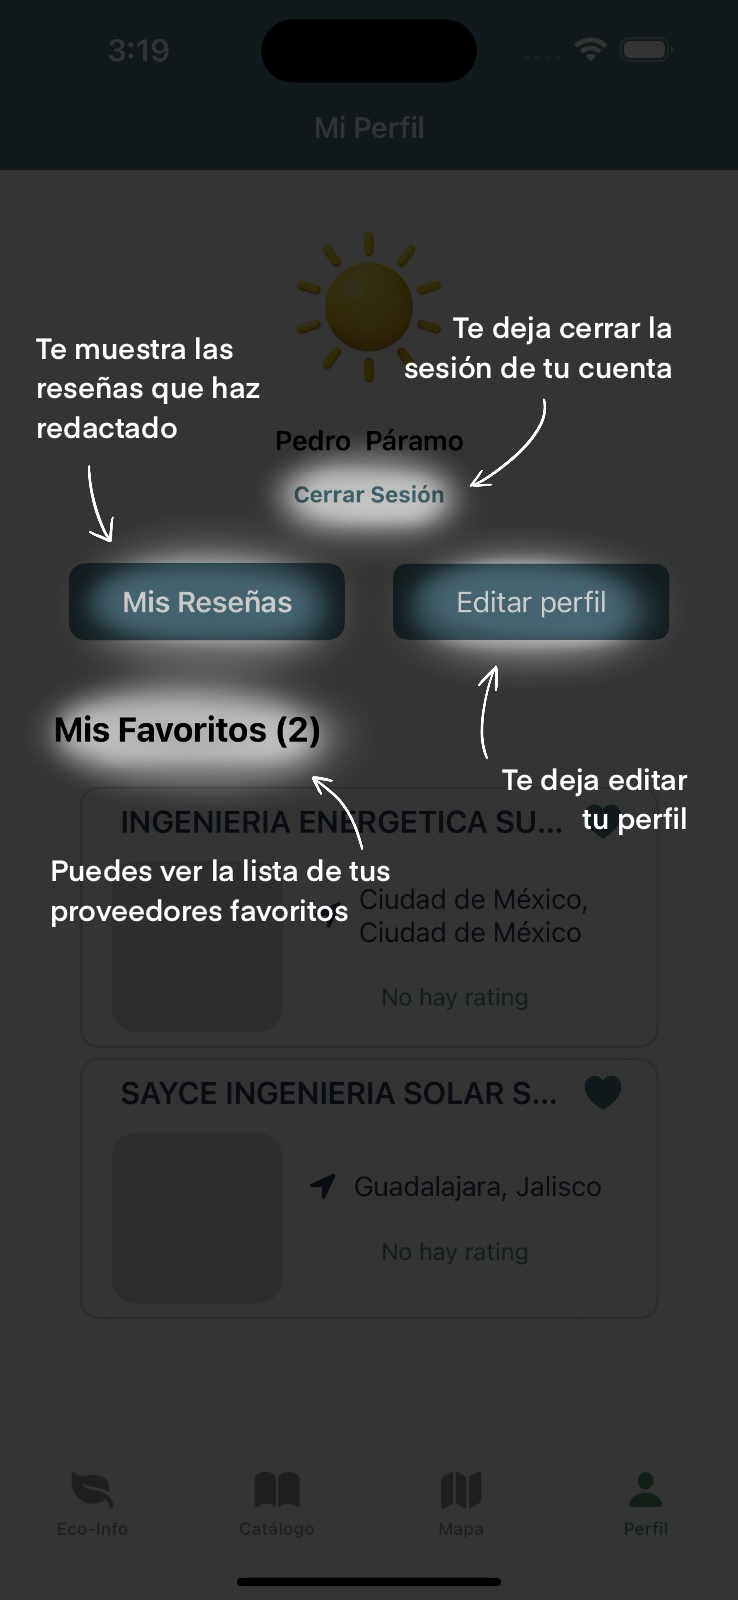 3:19
Mi Perfil
Te muestra las
reseñas que haz
redactado
Te deja cerrar la
sesión de tu cuenta
Pedro Páramo
Cerrar Sesión
Mis Reseñas
Editar perfil
Mis Favoritos (2)
Te deja editar
tu perfil
INGENIERIA ENERGETICA SU...
Puedes ver la lista de tus
proveedores favoritos
Ciudad de México,
Ciudad de México
No hay rating
SAYCE INGENIERIA SOLAR S...
Guadalajara, Jalisco
No hay rating
Eco-Info
Catálogo
Mapa
Perfil